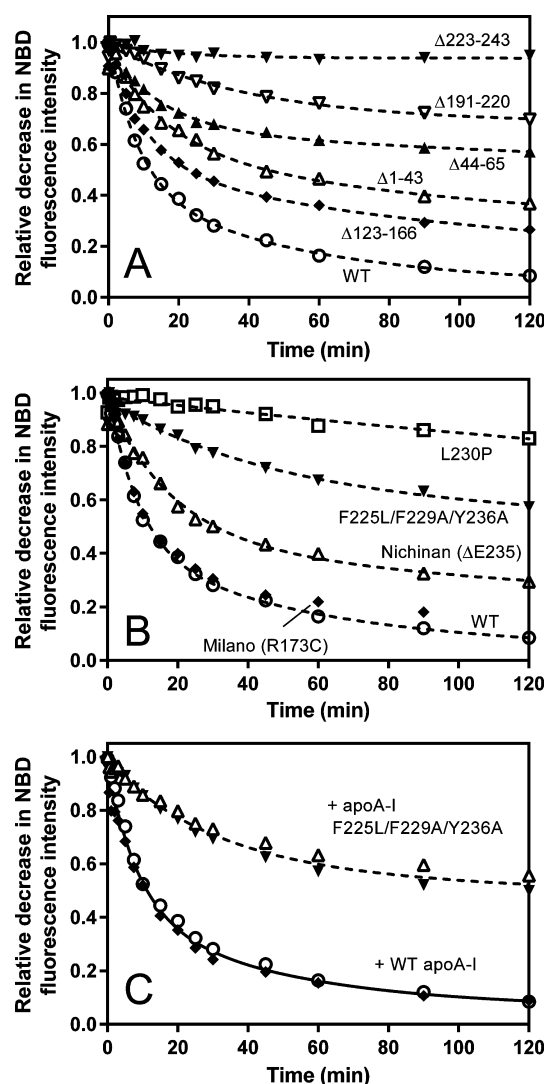 Relative decrease in NBD
fluorescence intensity
1.0
0.8
0.6
0.4
0.2
0.0
0
20
40
60
80
100
120
Time (min)
A
Δ223-243
Δ191-220
Δ44-65
Δ1-43
Δ123-166
WT
Relative decrease in NBD
fluorescence intensity
1.0
0.8
0.6
0.4
0.2
0.0
0
20
40
60
80
100
120
Time (min)
B
L230P
F225L/F229A/Y236A
Nichinan (ΔE235)
WT
Milano (R173C)
Relative decrease in NBD
fluorescence intensity
1.0
0.8
0.6
0.4
0.2
0.0
0
20
40
60
80
100
120
Time (min)
C
+ apoA-I
F225L/F229A/Y236A
+ WT apoA-I